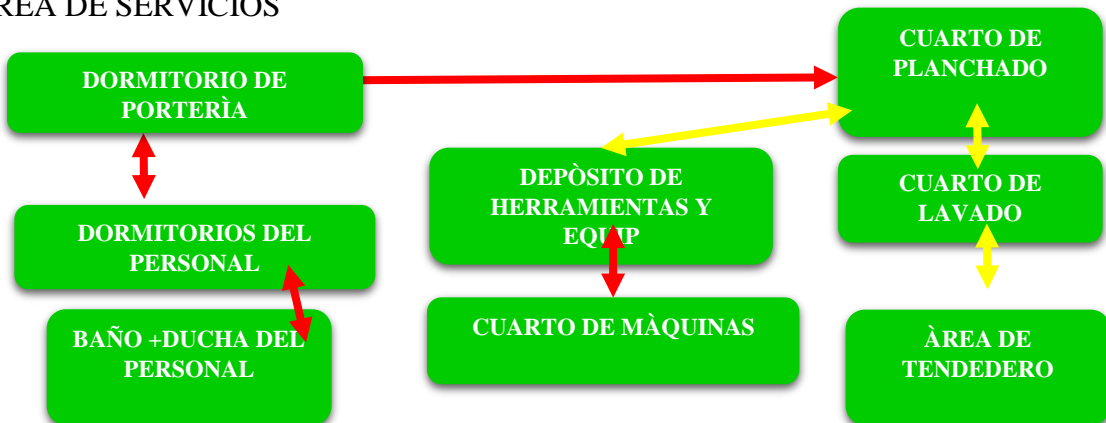 REA DE SERVICIOS
DORMITORIO DE
PORTERÌA
CUARTO DE
PLANCHADO
DEPÒSITO DE
HERRAMIENTAS Y
EQUIP
CUARTO DE
LAVADO
DORMITORIOS DEL
PERSONAL
BAÑO +DUCHA DEL
PERSONAL
CUARTO DE MÀQUINAS
ÀREA DE
TENDEDERO